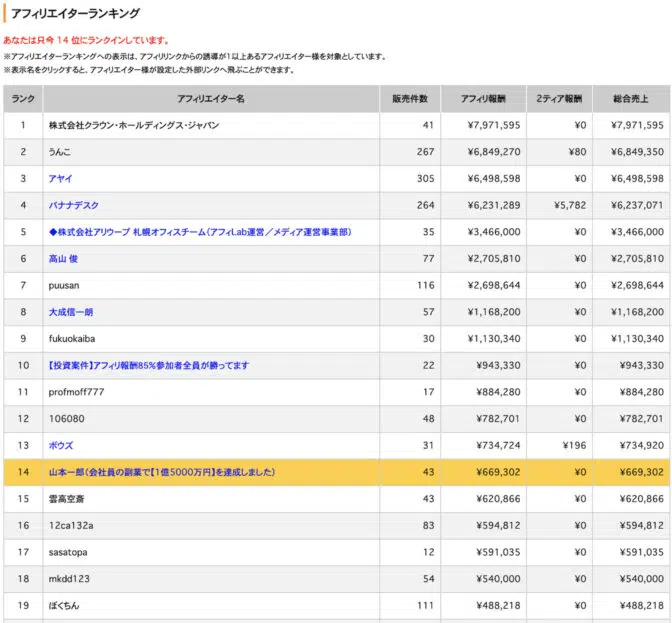 アフィリエイターランキング
あなたは只今 14 位にランクインしています。
※アフィリエイターランキングへの表示は、アフィリリンクからの誘導が1以上あるアフィリエイター様を対象としています。
※表示名をクリックすると、アフィリエイター様が設定した外部リンクへ飛ぶことができます。
ランク アフィリエイター名 販売件数 アフィリ報酬 2ティア報酬 総合売上
1 株式会社クラウン・ホールディングス・ジャパン 41 ¥7,971,595 ¥0 ¥7,971,595
2 うんこ 267 ¥6,849,270 ¥80 ¥6,849,350
3 アヤイ 305 ¥6,498,598 ¥0 ¥6,498,598
4 バナナデスク 264 ¥6,231,289 ¥5,782 ¥6,237,071
5 ◆株式会社アリウープ 札幌オフィスチーム(アフィLab運営／メディア運営事業部) 35 ¥3,466,000 ¥0 ¥3,466,000
6 高山 俊 77 ¥2,705,810 ¥0 ¥2,705,810
7 puusan 116 ¥2,698,644 ¥0 ¥2,698,644
8 大成信一朗 57 ¥1,168,200 ¥0 ¥1,168,200
9 fukuokaiba 30 ¥1,130,340 ¥0 ¥1,130,340
10 【投資案件】アフィリ報酬85%参加者全員が勝ってます 22 ¥943,330 ¥0 ¥943,330
11 profmoff777 17 ¥884,280 ¥0 ¥884,280
12 106080 48 ¥782,701 ¥0 ¥782,701
13 ボウズ 31 ¥734,724 ¥196 ¥734,920
14 山本一郎(会社員の副業で【1億5000万円】を達成しました) 43 ¥669,302 ¥0 ¥669,302
15 雲高空斎 43 ¥620,866 ¥0 ¥620,866
16 12ca132a 83 ¥594,812 ¥0 ¥594,812
17 sasatopa 12 ¥591,035 ¥0 ¥591,035
18 mkdd123 54 ¥540,000 ¥0 ¥540,000
19 ぼくちん 111 ¥488,218 ¥0 ¥488,218